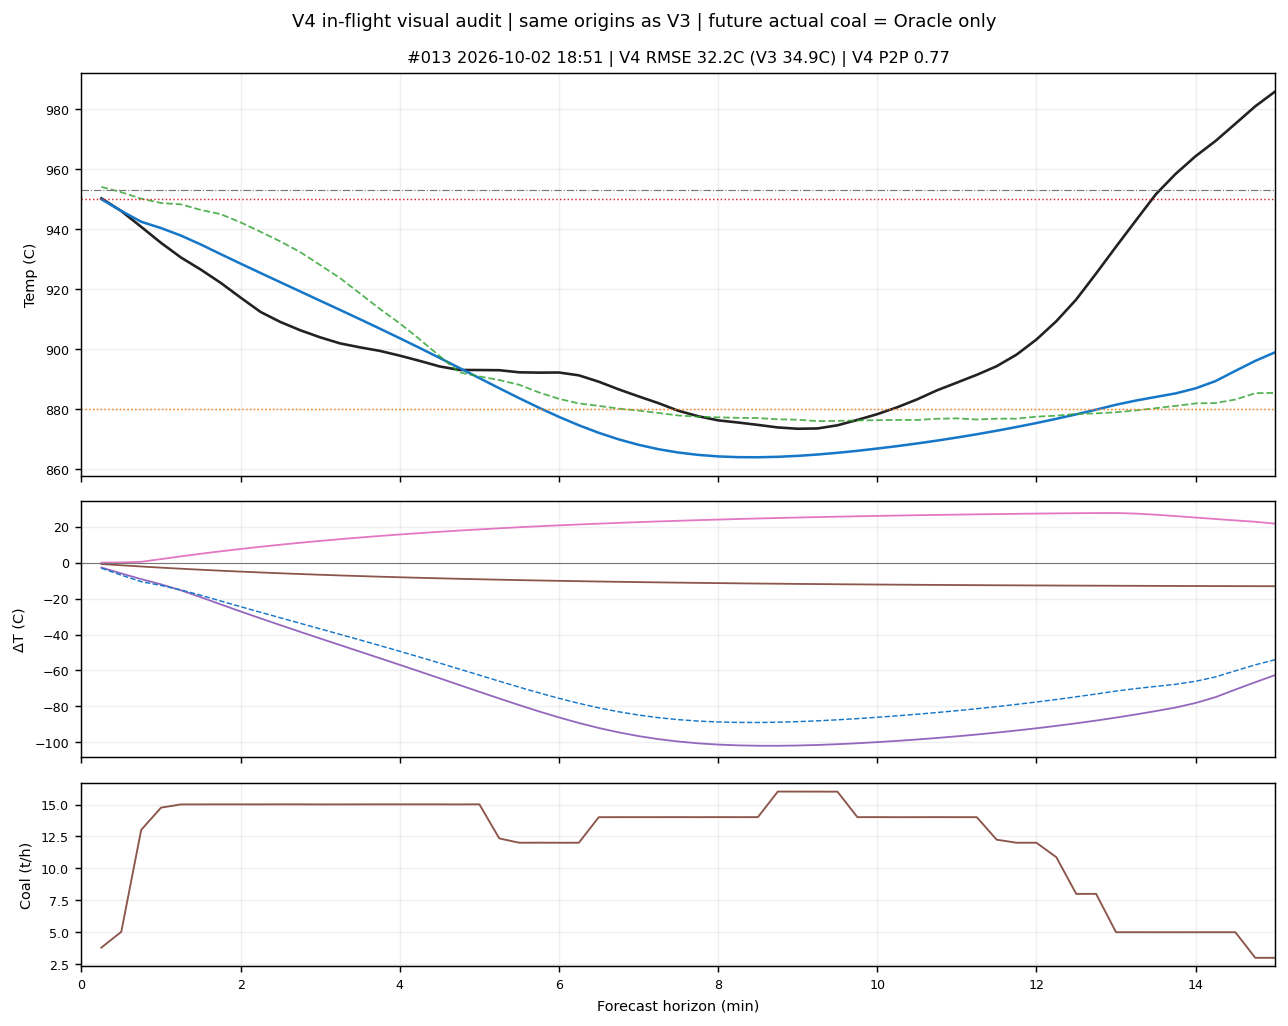 V4 in-flight visual audit | same origins as V3 | future actual coal = Oracle only
#013 2026-10-02 18:51 | V4 RMSE 32.2C (V3 34.9C) | V4 P2P 0.77
Temp (C)
980
960
940
920
900
880
860
ΔT (C)
20
0
−20
−40
−60
−80
−100
Coal (t/h)
15.0
12.5
10.0
7.5
5.0
2.5
0 2 4 6 8 10 12 14
Forecast horizon (min)